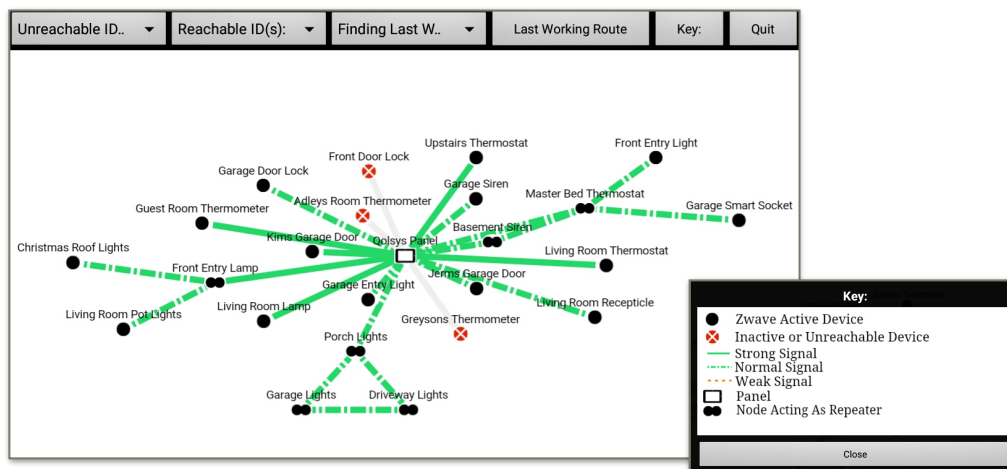 Unreachable ID.. Reachable ID(s): Finding Last W.. Last Working Route Key: Quit
Upstairs Thermostat
Front Entry Light
Front Door Lock
Garage Door Lock
Garage Siren
Master Bed Thermostat
Adleys Room Thermometer
Guest Room Thermometer
Garage Smart Socket
Basement Siren
Kims Garage Door
Qolsys Panel
Christmas Roof Lights
Living Room Thermostat
Front Entry Lamp
Jerms Garage Door
Garage Entry Light
Living Room Pot Lights
Living Room Lamp
Living Room Recepticle
Greysons Thermometer
Porch Lights
Garage Lights
Driveway Lights
Key:
Zwave Active Device
Inactive or Unreachable Device
Strong Signal
Normal Signal
Weak Signal
Panel
Node Acting As Repeater
Close